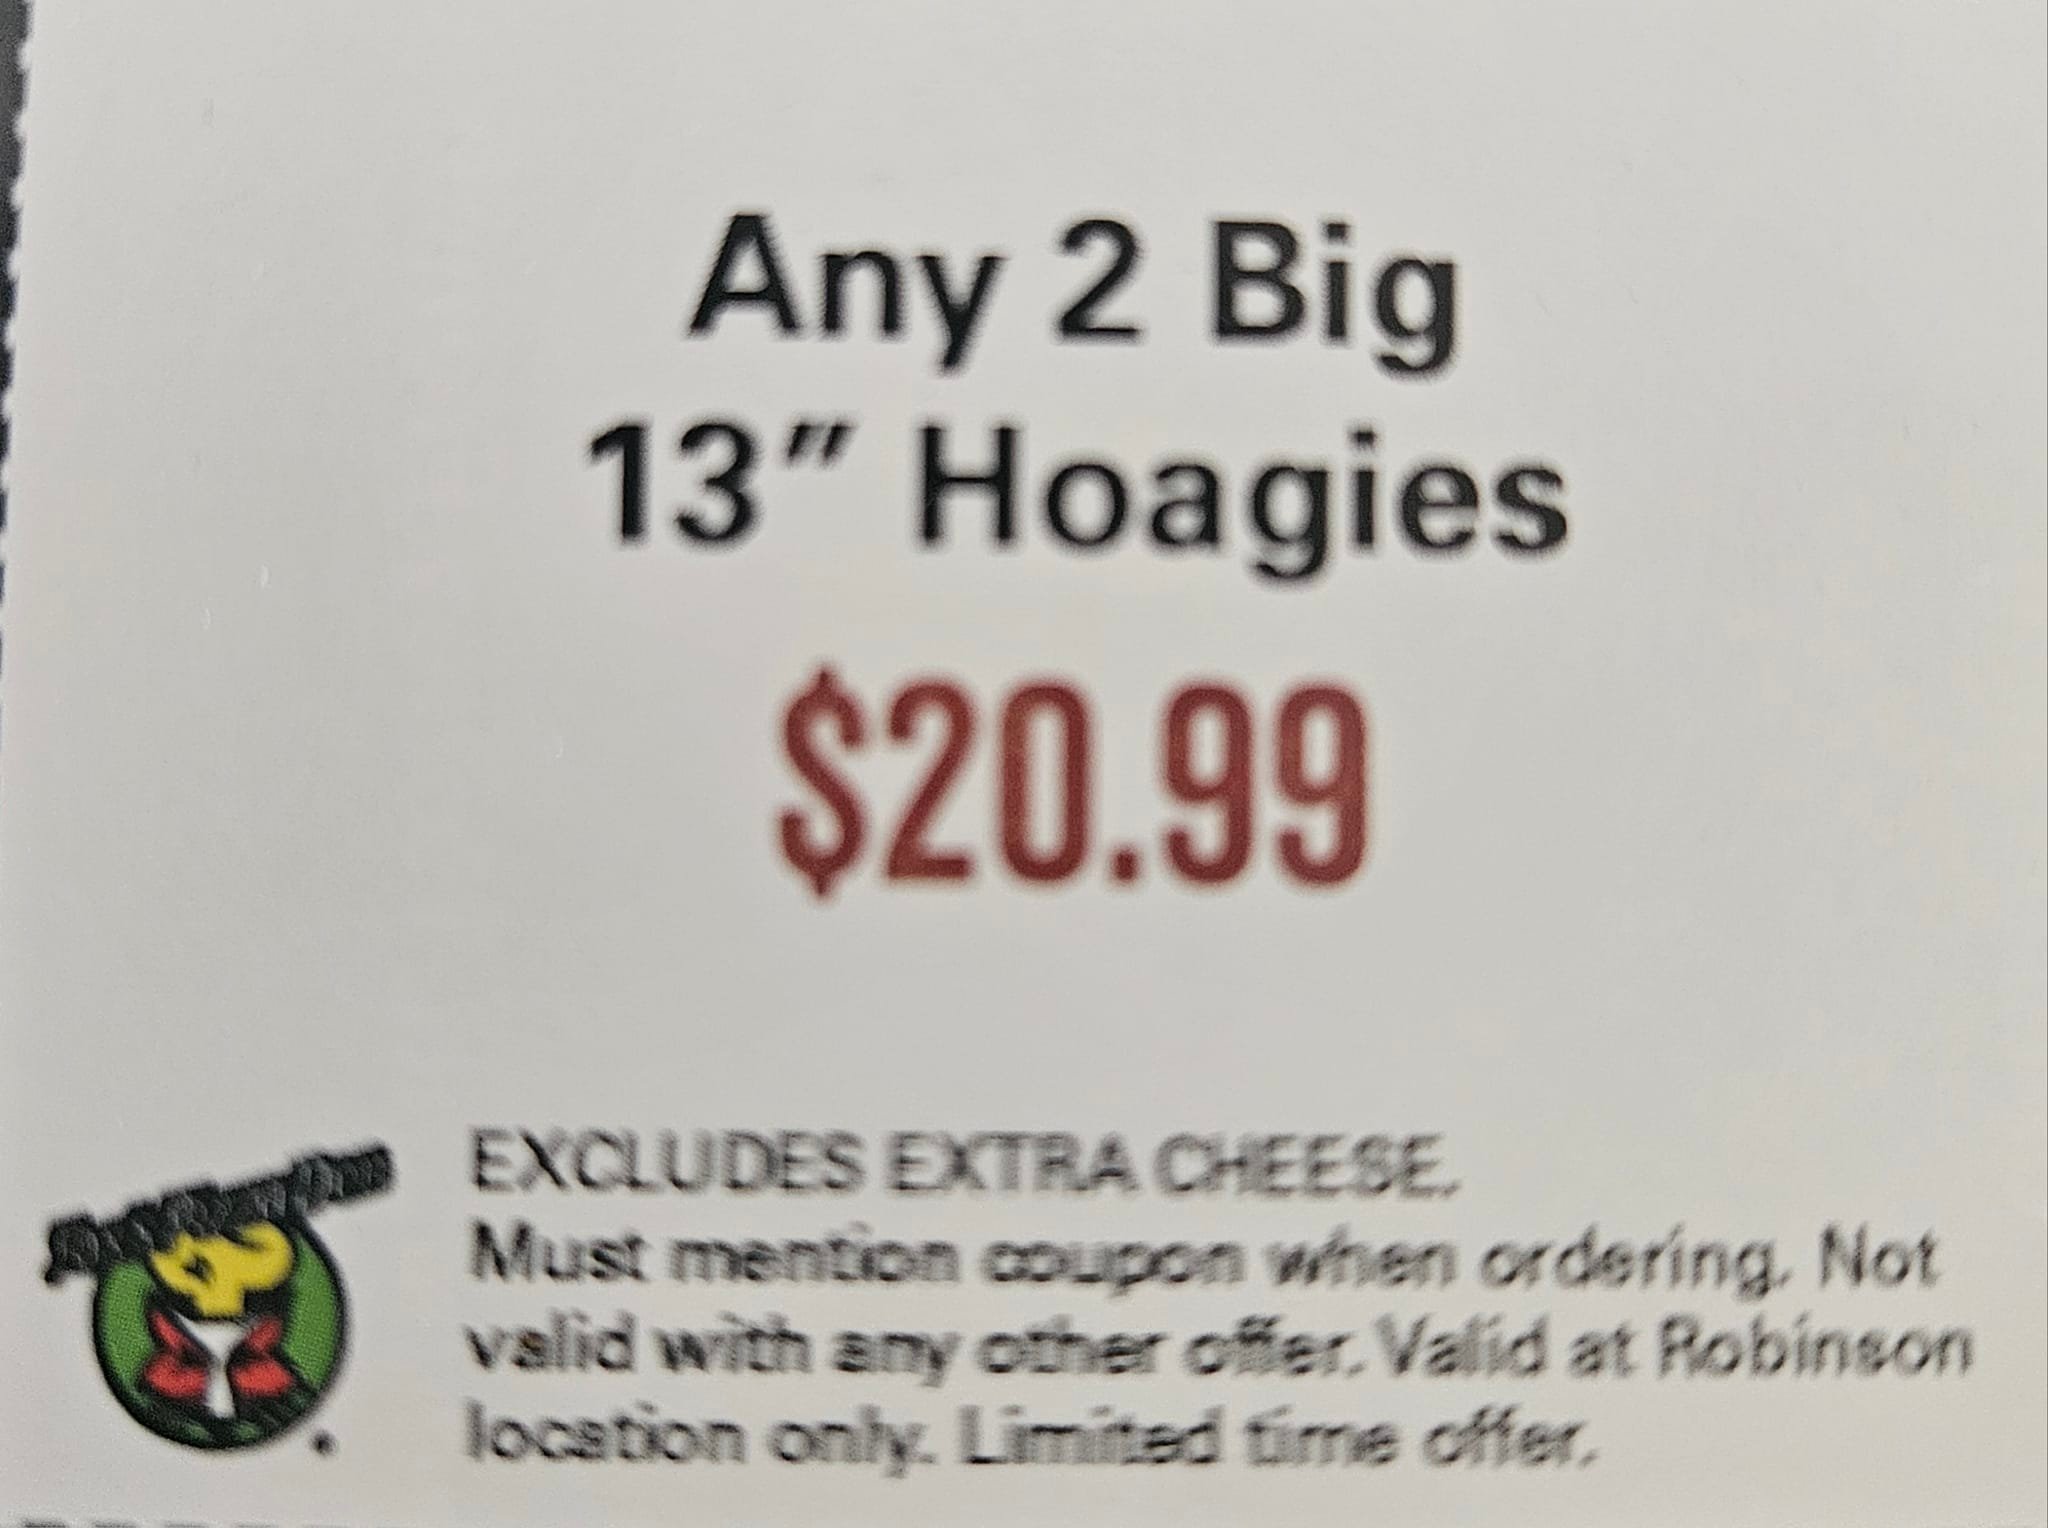 Any 2 Big
13” Hoagies
$20.99
EXCLUDES EXTRA CHEESE.
Must mention coupon when ordering. Not
valid with any other offer. Valid at Robinson
location only. Limited time offer.